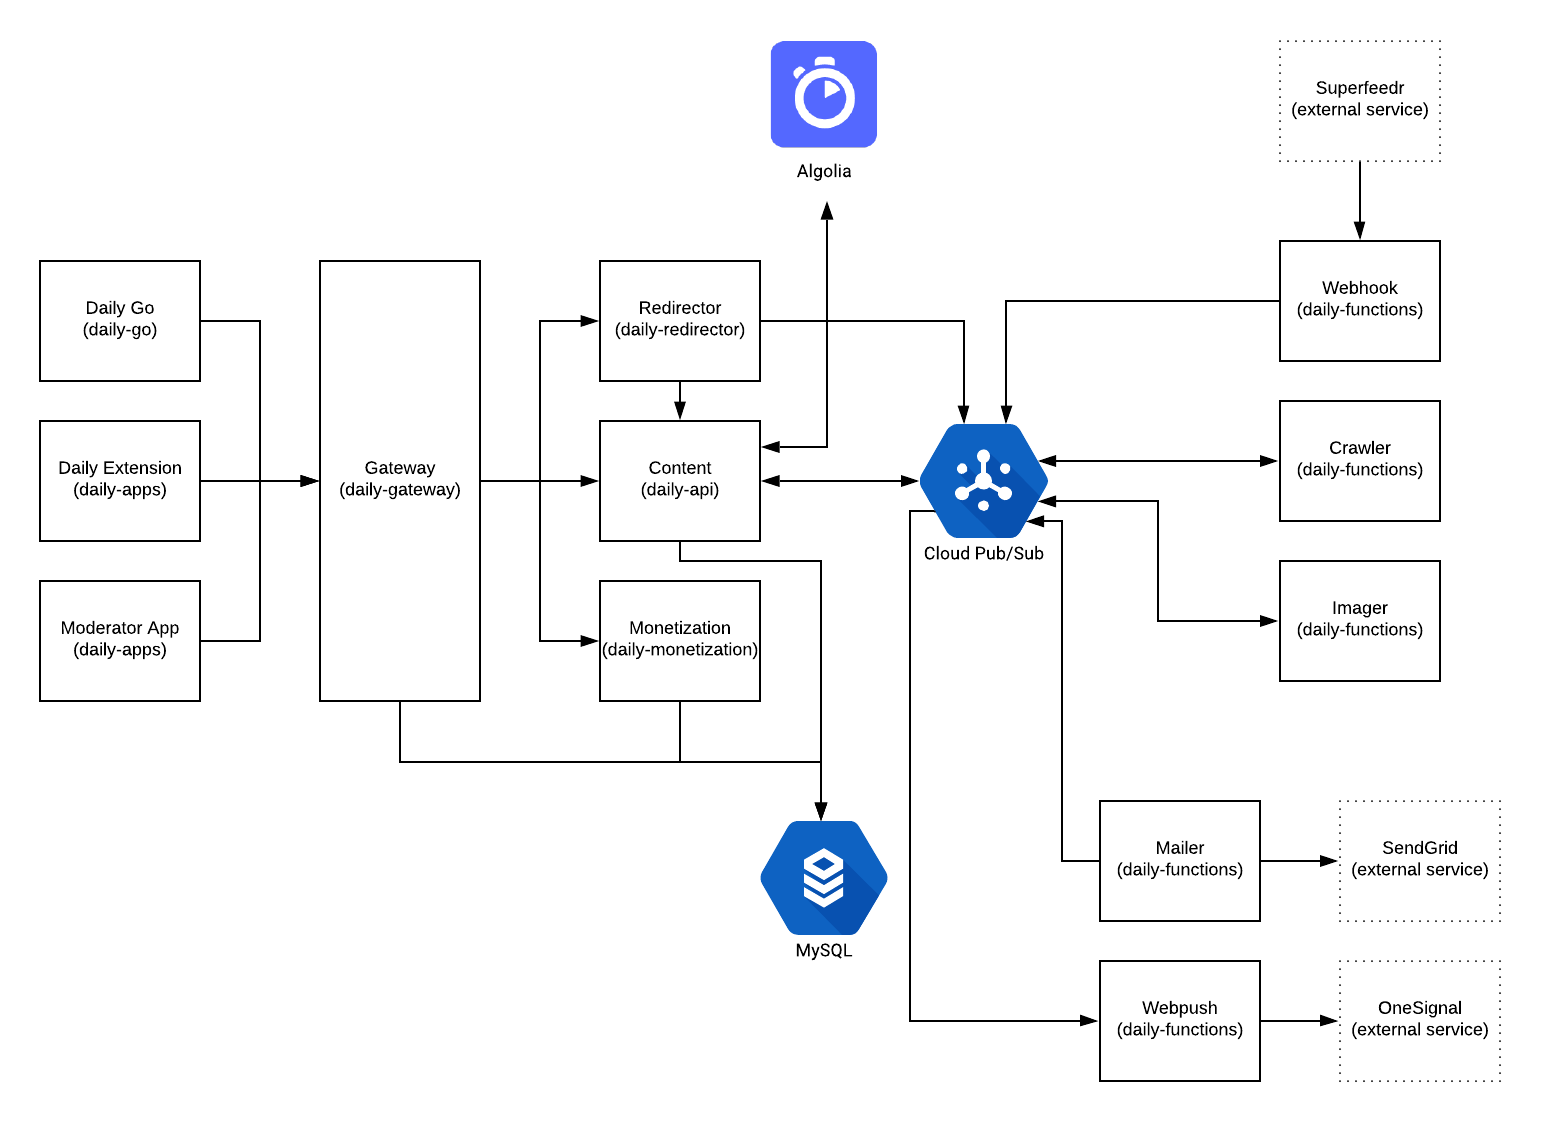 Algolia
Superfeedr
(external service)
Daily Go
(daily-go)
Redirector
(daily-redirector)
Webhook
(daily-functions)
Daily Extension
(daily-apps)
Gateway
(daily-gateway)
Content
(daily-api)
Crawler
(daily-functions)
Cloud Pub/Sub
Moderator App
(daily-apps)
Monetization
(daily-monetization)
Imager
(daily-functions)
MySQL
Mailer
(daily-functions)
SendGrid
(external service)
Webpush
(daily-functions)
OneSignal
(external service)